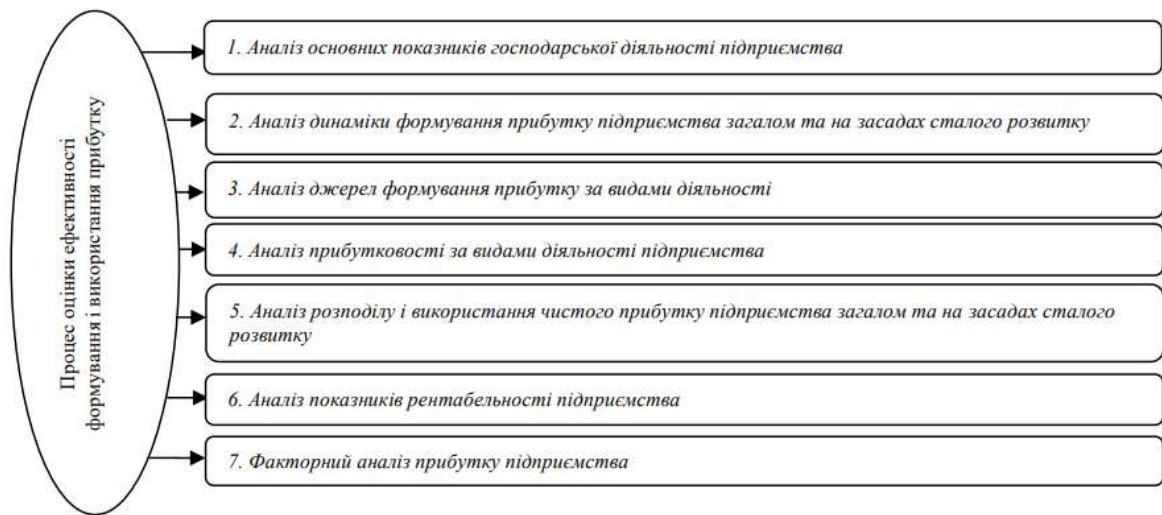 Процес оцінки ефективності
формування і використання прибутку
1. Аналіз основних показників господарської діяльності підприємства
2. Аналіз динаміки формування прибутку підприємства загалом та на засадах сталого розвитку
3. Аналіз джерел формування прибутку за видами діяльності
4. Аналіз прибутковості за видами діяльності підприємства
5. Аналіз розподілу і використання чистого прибутку підприємства загалом та на засадах сталого
розвитку
6. Аналіз показників рентабельності підприємства
7. Факторний аналіз прибутку підприємства